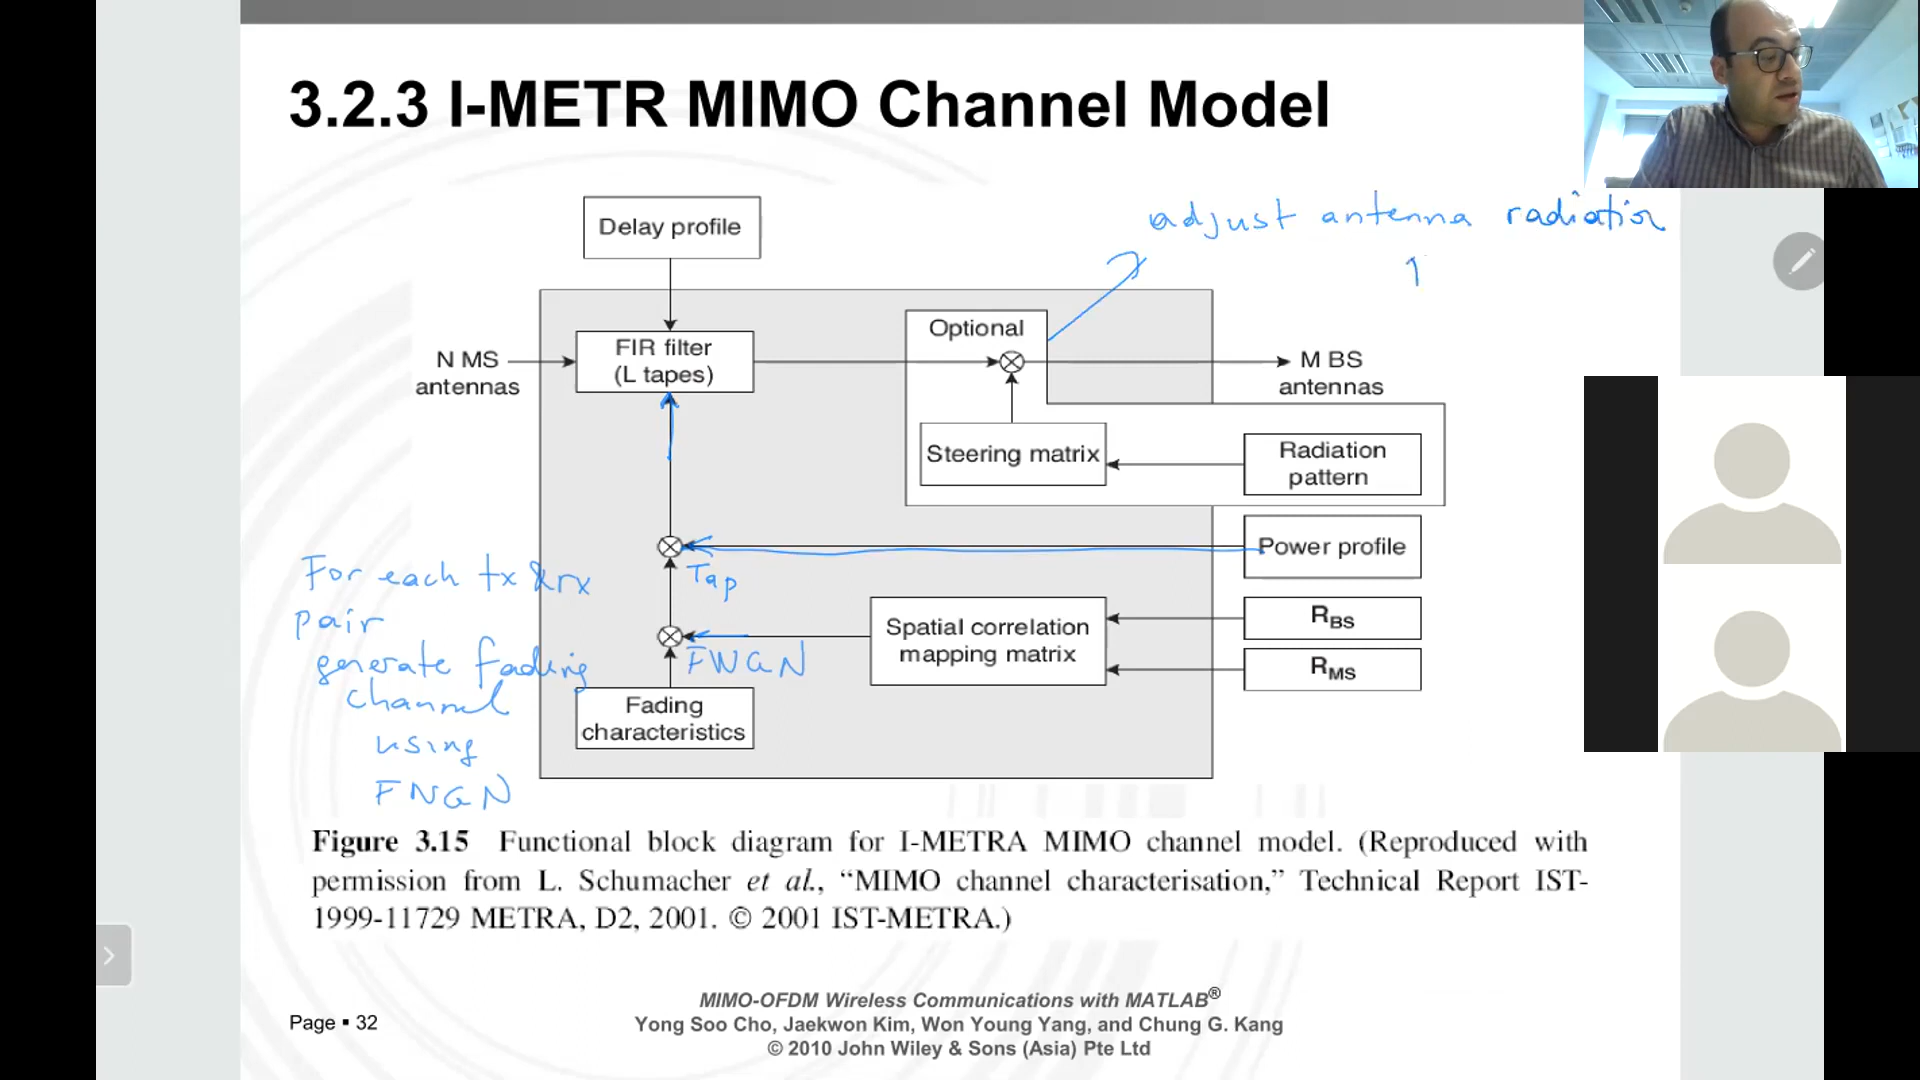 3.2.3 I-METR MIMO Channel Model
adjust antenna radiation
Delay profile
Optional
FIR filter
(L tapes)
N MS
antennas
M BS
antennas
Steering matrix
Radiation
pattern
Power profile
Tap
For each tx & rx
pair
generate fading
channel
using
FNGN
FWGN
Spatial correlation
mapping matrix
RBS
RMS
Fading
characteristics
Figure 3.15 Functional block diagram for I-METRA MIMO channel model. (Reproduced with
permission from L. Schumacher et al., “MIMO channel characterisation,” Technical Report IST-
1999-11729 METRA, D2, 2001. © 2001 IST-METRA.)
MIMO-OFDM Wireless Communications with MATLAB®
Page ▪ 32
Yong Soo Cho, Jaekwon Kim, Won Young Yang, and Chung G. Kang
© 2010 John Wiley & Sons (Asia) Pte Ltd